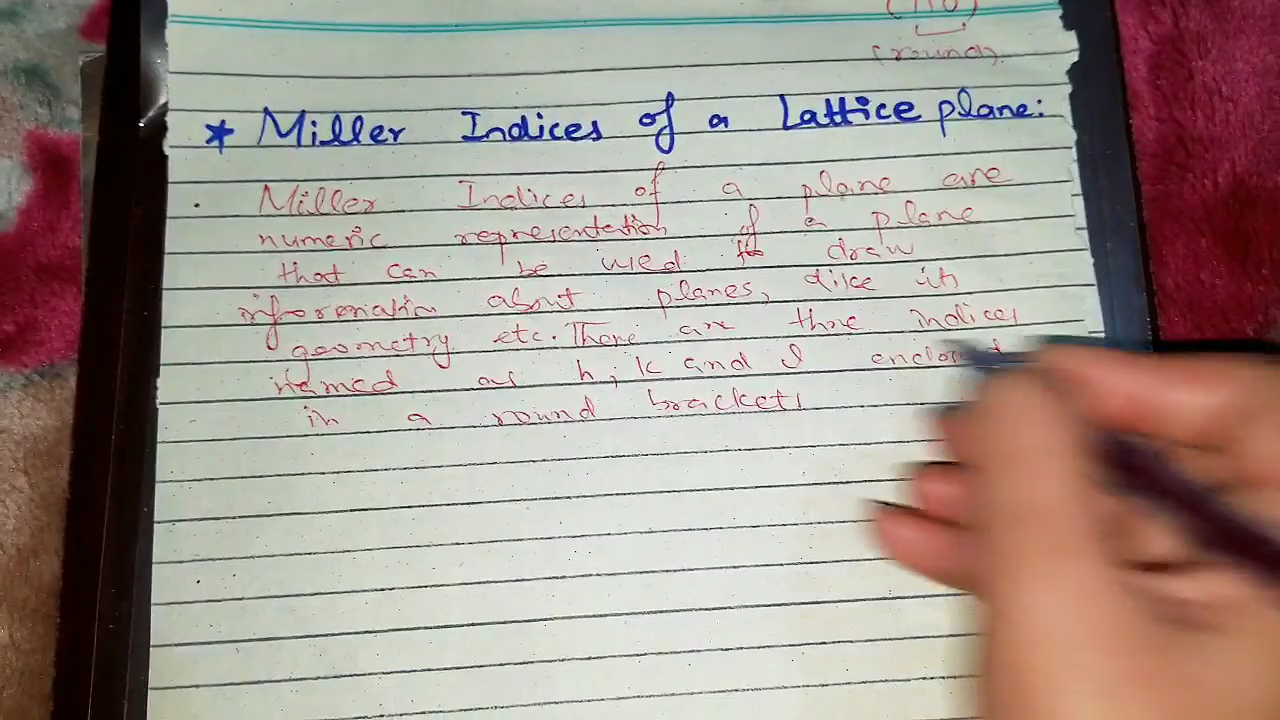 (110)
(round).
* Miller Indices of a Lattice plane:
. Miller Indices of a plane are
numeric representation of a plane
that can be used to draw
information about planes, like its
geometry etc. There are three indices
named as h, k and l enclosed
in a round brackets